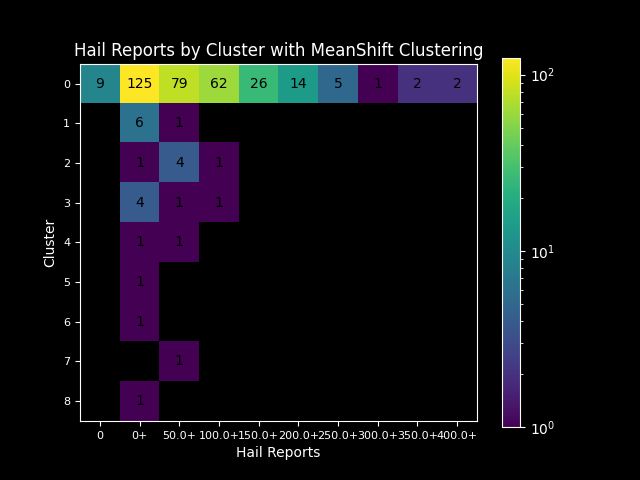 Hail Reports by Cluster with MeanShift Clustering
0 9 125 79 62 26 14 5 1 2 2
1 6 1
2 1 4 1
3 4 1 1
4 1 1
5 1
6 1
7 1
8 1
Cluster
0 0+ 50.0+ 100.0+ 150.0+ 200.0+ 250.0+ 300.0+ 350.0+ 400.0+
Hail Reports
10²
10¹
10⁰